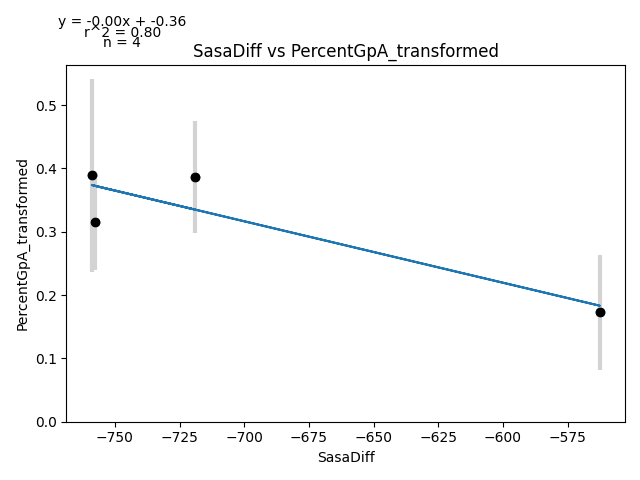 y = -0.00x + -0.36
r^2 = 0.80
n = 4
SasaDiff vs PercentGpA_transformed
0.5
0.4
0.3
0.2
0.1
0.0
PercentGpA_transformed
−750 −725 −700 −675 −650 −625 −600 −575
SasaDiff